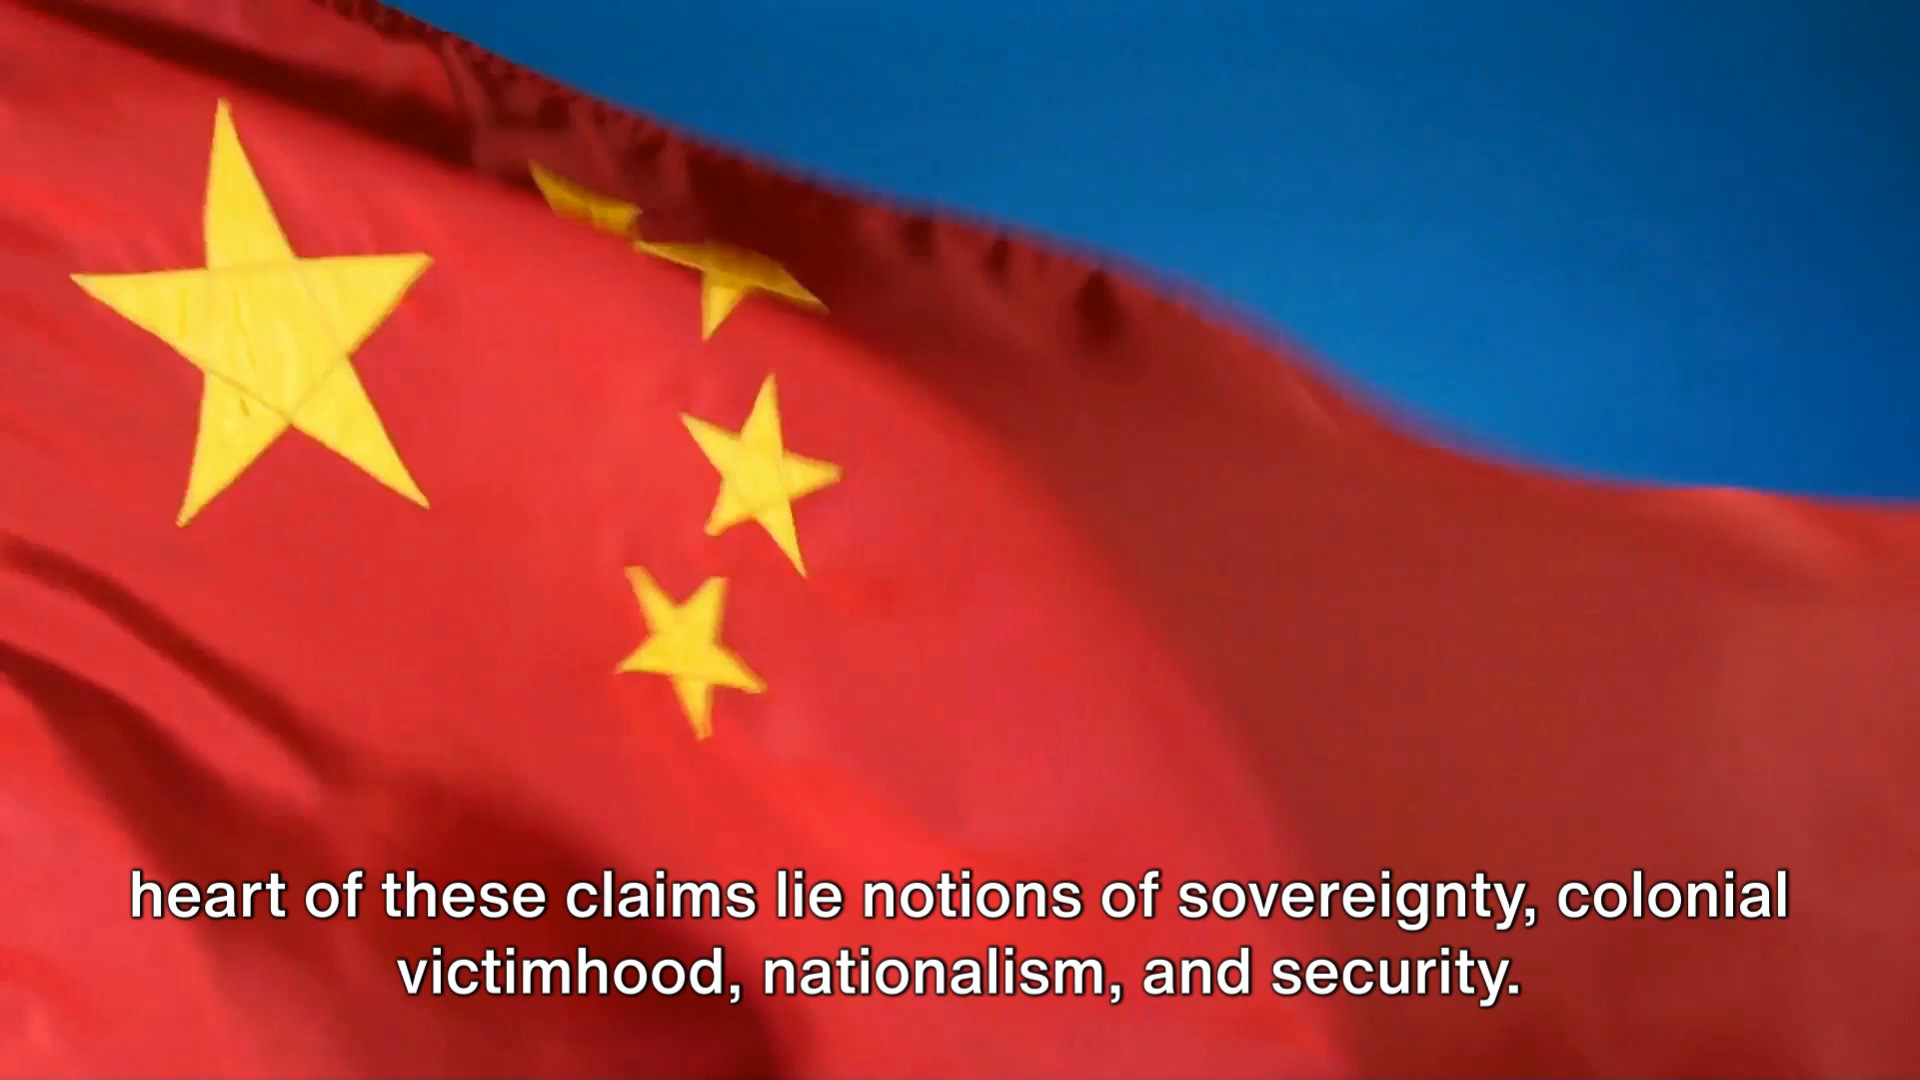 heart of these claims lie notions of sovereignty, colonial
victimhood, nationalism, and security.